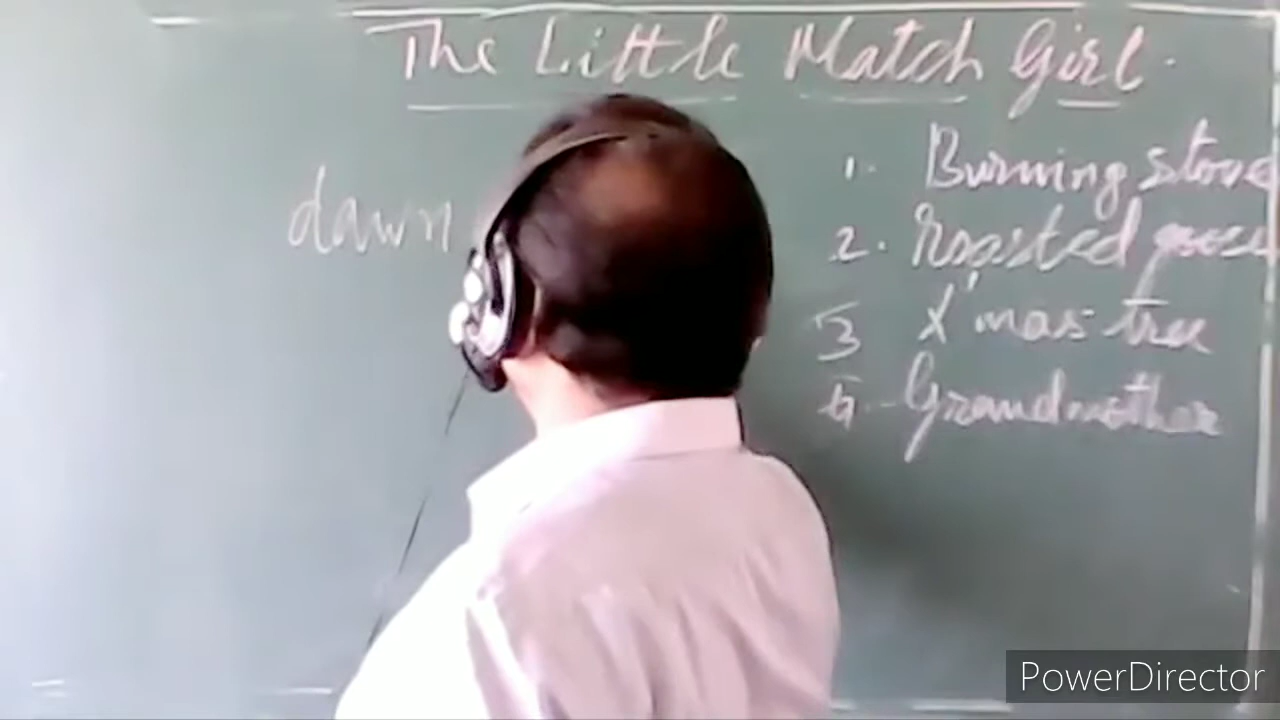 The Little Match Girl.
dawn
1. Burning stove
2. Roasted goose
3 X'mas tree
4. Grandmother
PowerDirector